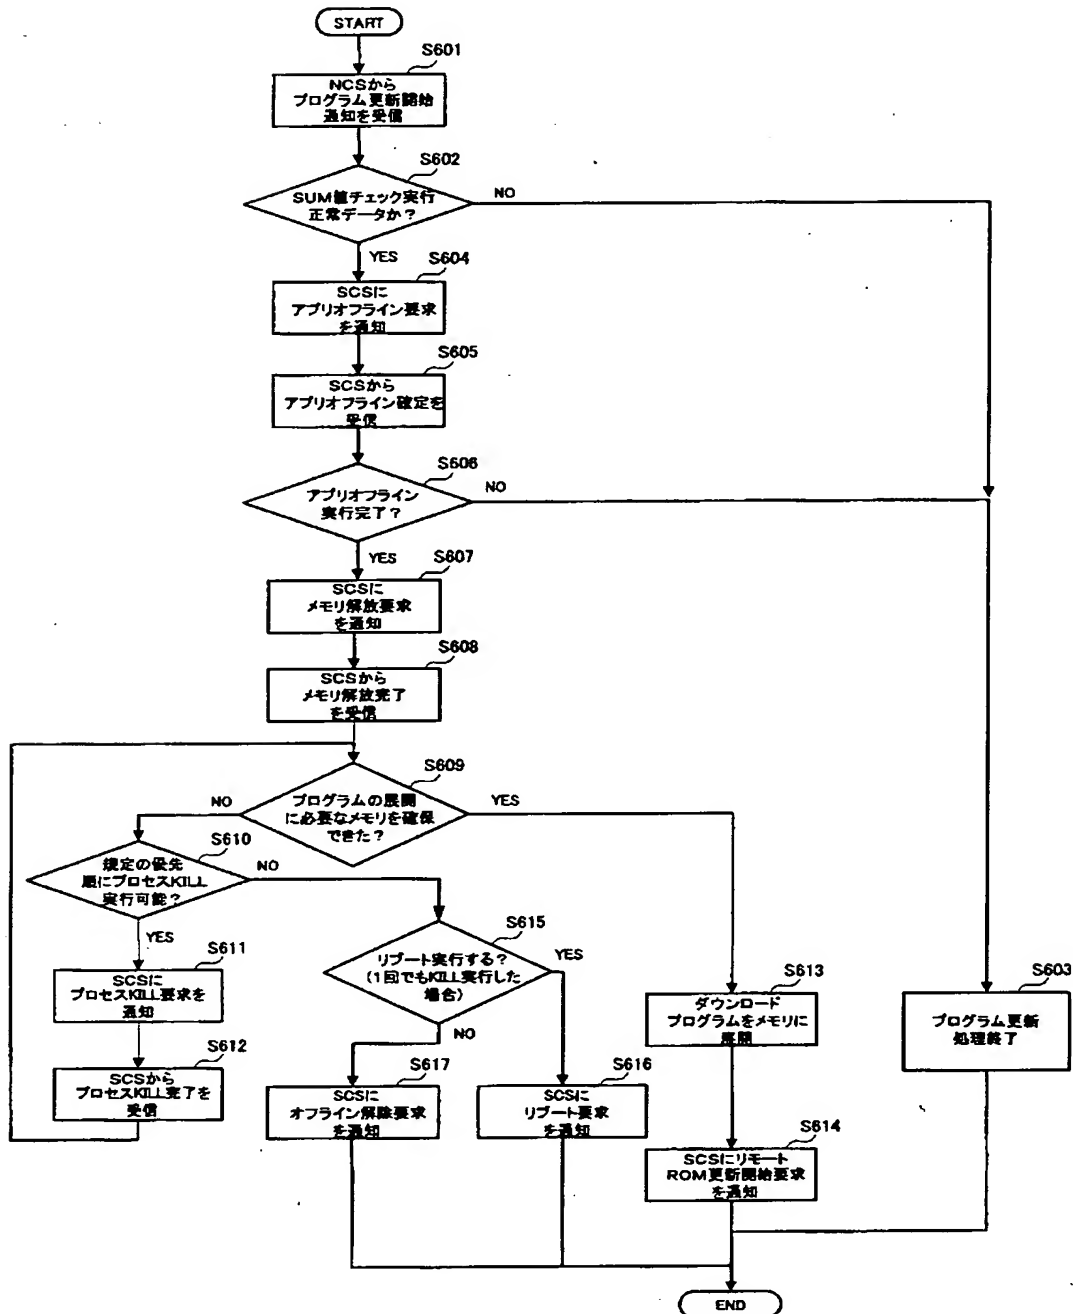 START
S601
NCSから
プログラム更新開始
通知を受信
S602
SUM値チェック実行
正常データか?
NO
YES
S604
SCSに
アプリオフライン要求
を通知
S605
SCSから
アプリオフライン確定を
受信
S606
アプリオフライン
実行完了?
NO
YES
S607
SCSに
メモリ解放要求
を通知
S608
SCSから
メモリ解放完了
を受信
S609
プログラムの展開
に必要なメモリを確保
できた?
NO
YES
S610
規定の優先
順にプロセスKILL
実行可能?
NO
YES
S611
SCSに
プロセスKILL要求を
通知
S612
SCSから
プロセスKILL完了を
受信
S615
リブート実行する?
(1回でもKILL実行した
場合)
YES
NO
S617
SCSに
オフライン解除要求
を通知
S616
SCSに
リブート要求
を通知
S613
ダウンロード
プログラムをメモリに
展開
S614
SCSにリモート
ROM更新開始要求
を通知
S603
プログラム更新
処理終了
END